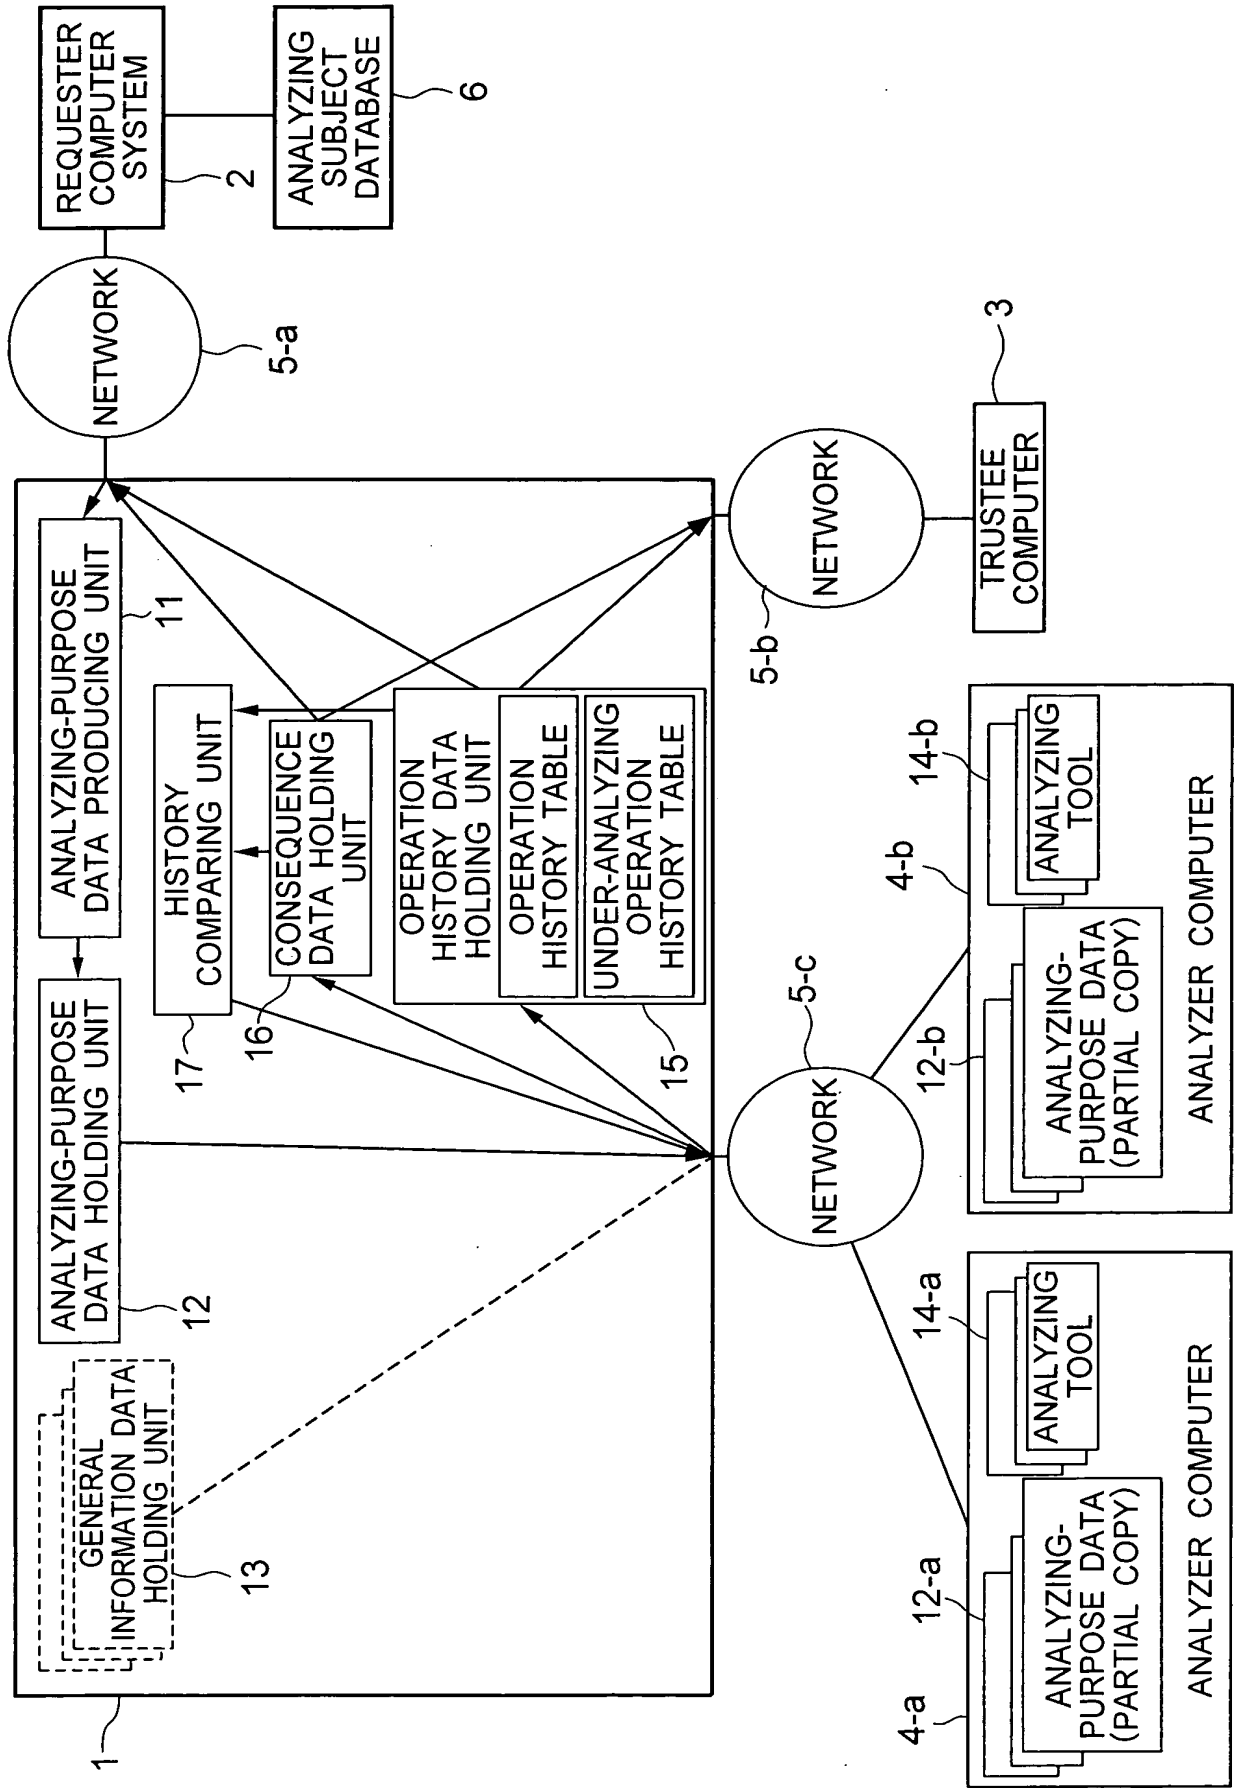 1
GENERAL
INFORMATION DATA
HOLDING UNIT
13
ANALYZING-PURPOSE
DATA HOLDING UNIT
12
ANALYZING-PURPOSE
DATA PRODUCING UNIT
11
HISTORY
COMPARING UNIT
17
CONSEQUENCE
DATA HOLDING
UNIT
16
OPERATION
HISTORY DATA
HOLDING UNIT
OPERATION
HISTORY TABLE
UNDER-ANALYZING
OPERATION
HISTORY TABLE
15
NETWORK
5-a
REQUESTER
COMPUTER
SYSTEM
2
ANALYZING
SUBJECT
DATABASE
6
NETWORK
5-c
NETWORK
5-b
TRUSTEE
COMPUTER
3
4-a
12-a
ANALYZING-
PURPOSE DATA
(PARTIAL COPY)
14-a
ANALYZING
TOOL
ANALYZER COMPUTER
4-b
12-b
ANALYZING-
PURPOSE DATA
(PARTIAL COPY)
14-b
ANALYZING
TOOL
ANALYZER COMPUTER